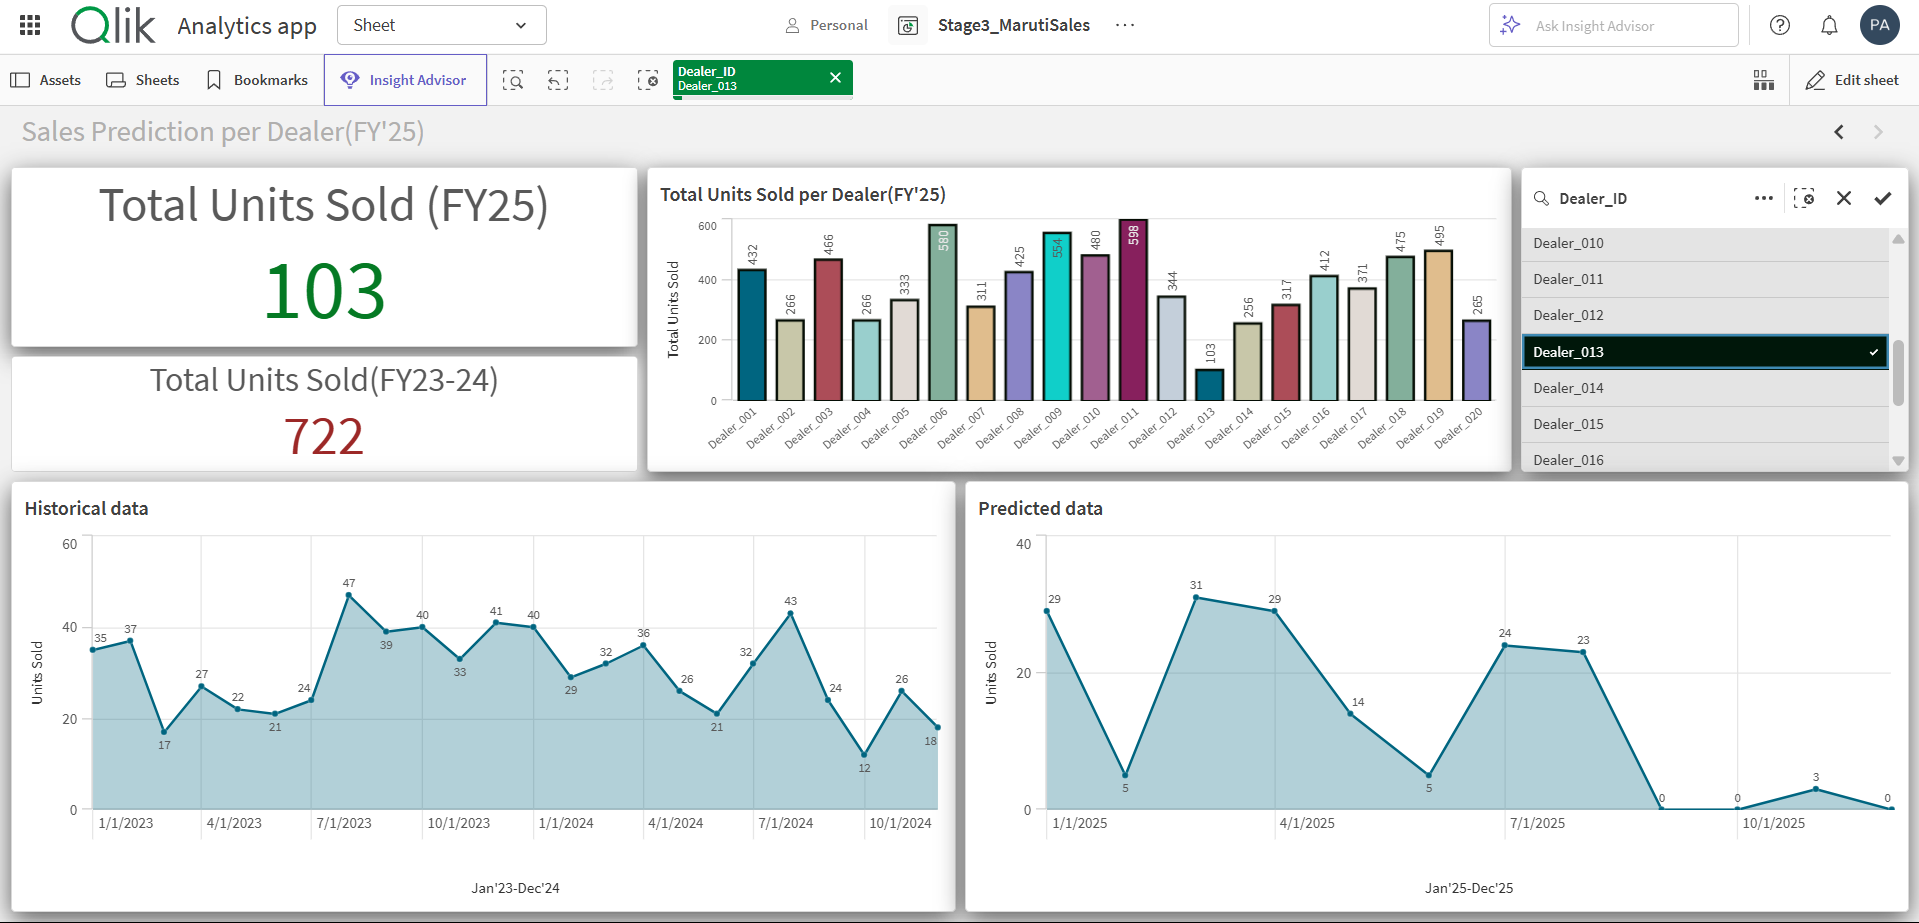 Qlik
Analytics app
Sheet
Personal
Stage3_MarutiSales
...
Ask Insight Advisor
PA
Assets
Sheets
Bookmarks
Insight Advisor
Dealer_ID
Dealer_013
Edit sheet
Sales Prediction per Dealer(FY'25)
Total Units Sold (FY25)
103
Total Units Sold(FY23-24)
722
Total Units Sold per Dealer(FY'25)
Total Units Sold
600
400
200
0
432
266
466
266
333
580
311
425
554
480
598
344
103
256
317
412
371
475
495
265
Dealer_001
Dealer_002
Dealer_003
Dealer_004
Dealer_005
Dealer_006
Dealer_007
Dealer_008
Dealer_009
Dealer_010
Dealer_011
Dealer_012
Dealer_013
Dealer_014
Dealer_015
Dealer_016
Dealer_017
Dealer_018
Dealer_019
Dealer_020
Dealer_ID
Dealer_010
Dealer_011
Dealer_012
Dealer_013
Dealer_014
Dealer_015
Dealer_016
Historical data
Units Sold
60
40
20
0
35
37
17
27
22
21
24
47
39
40
33
41
40
29
32
36
26
21
32
43
24
12
26
18
1/1/2023
4/1/2023
7/1/2023
10/1/2023
1/1/2024
4/1/2024
7/1/2024
10/1/2024
Jan'23-Dec'24
Predicted data
Units Sold
40
20
0
29
5
31
29
14
5
24
23
0
0
3
0
1/1/2025
4/1/2025
7/1/2025
10/1/2025
Jan'25-Dec'25